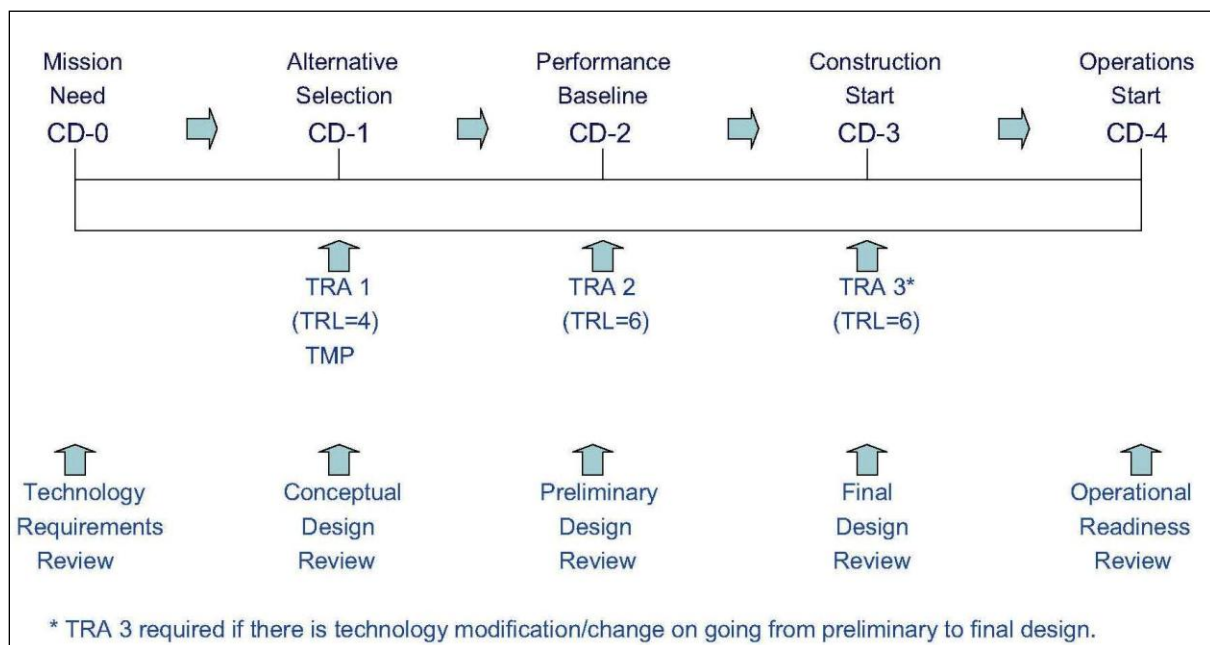 Mission
Need
CD-0
Alternative
Selection
CD-1
Performance
Baseline
CD-2
Construction
Start
CD-3
Operations
Start
CD-4
TRA 1
(TRL=4)
TMP
TRA 2
(TRL=6)
TRA 3*
(TRL=6)
Technology
Requirements
Review
Conceptual
Design
Review
Preliminary
Design
Review
Final
Design
Review
Operational
Readiness
Review
* TRA 3 required if there is technology modification/change on going from preliminary to final design.